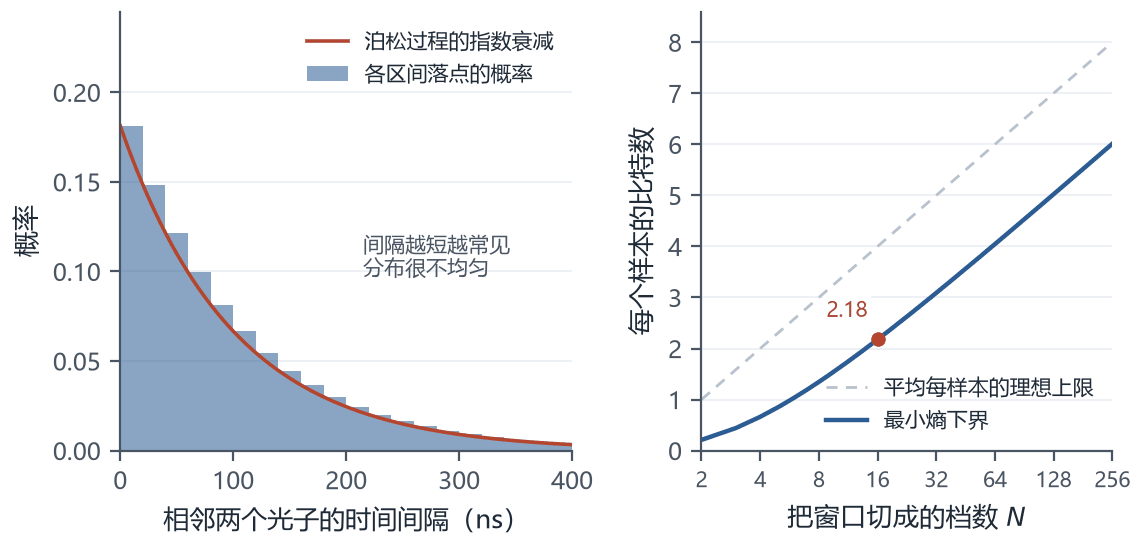 泊松过程的指数衰减
各区间落点的概率
概率
0.20
0.15
0.10
0.05
0.00
间隔越短越常见
分布很不均匀
0 100 200 300 400
相邻两个光子的时间间隔（ns）
每个样本的比特数
8
7
6
5
4
3
2
1
0
2.18
平均每样本的理想上限
最小熵下界
2 4 8 16 32 64 128 256
把窗口切成的档数 N